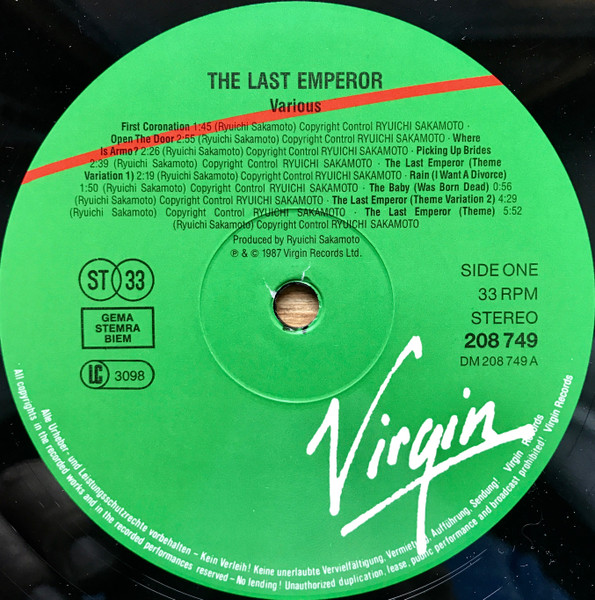 THE LAST EMPEROR
Various
First Coronation 1:45 (Ryuichi Sakamoto) Copyright Control RYUICHI SAKAMOTO ·
Open The Door 2:55 (Ryuichi Sakamoto) Copyright Control RYUICHI SAKAMOTO · Where
Is Armo? 2:26 (Ryuichi Sakamoto) Copyright Control RYUICHI SAKAMOTO · Picking Up Brides
2:39 (Ryuichi Sakamoto) Copyright Control RYUICHI SAKAMOTO · The Last Emperor (Theme
Variation 1) 2:19 (Ryuichi Sakamoto) Copyright Control RYUICHI SAKAMOTO · Rain (I Want A Divorce)
1:50 (Ryuichi Sakamoto) Copyright Control RYUICHI SAKAMOTO · The Baby (Was Born Dead) 0:56
(Ryuichi Sakamoto) Copyright Control RYUICHI SAKAMOTO · The Last Emperor (Theme Variation 2) 4:29
(Ryuichi Sakamoto) Copyright Control RYUICHI SAKAMOTO · The Last Emperor (Theme) 5:52
(Ryuichi Sakamoto) Copyright Control RYUICHI SAKAMOTO
Produced by Ryuichi Sakamoto
℗ & © 1987 Virgin Records Ltd.
ST 33
GEMA
STEMRA
BIEM
LC 3098
SIDE ONE
33 RPM
STEREO
208 749
DM 208 749 A
Virgin
Alle Urheber- und Leistungsschutzrechte vorbehalten – Kein Verleih! Keine unerlaubte Vervielfältigung, Vermietung, Aufführung, Sendung! Virgin Records
All copyrights in the recorded works and in the recorded performances reserved – No lending! Unauthorized duplication, lease, public performance and broadcast prohibited! Virgin Records